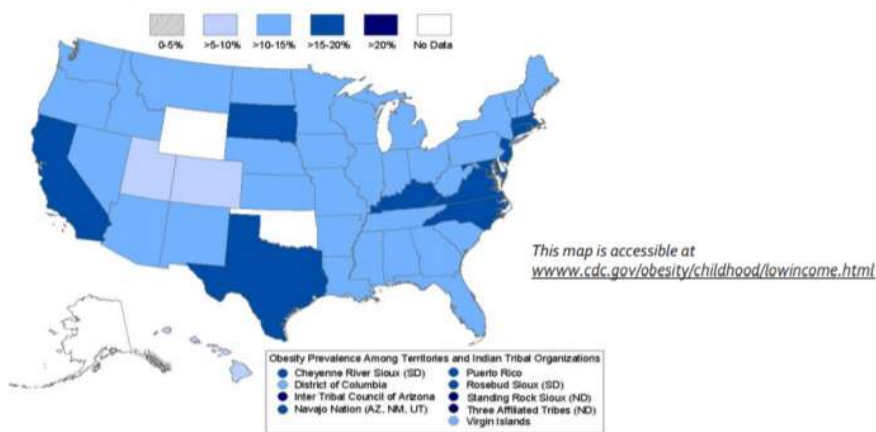 0-5% >5-10% >10-15% >15-20% >20% No Data
This map is accessible at
wwww.cdc.gov/obesity/childhood/lowincome.html
Obesity Prevalence Among Territories and Indian Tribal Organizations
Cheyenne River Sioux (SD)
District of Columbia
Inter Tribal Council of Arizona
Navajo Nation (AZ, NM, UT)
Puerto Rico
Rosebud Sioux (SD)
Standing Rock Sioux (ND)
Three Affiliated Tribes (ND)
Virgin Islands